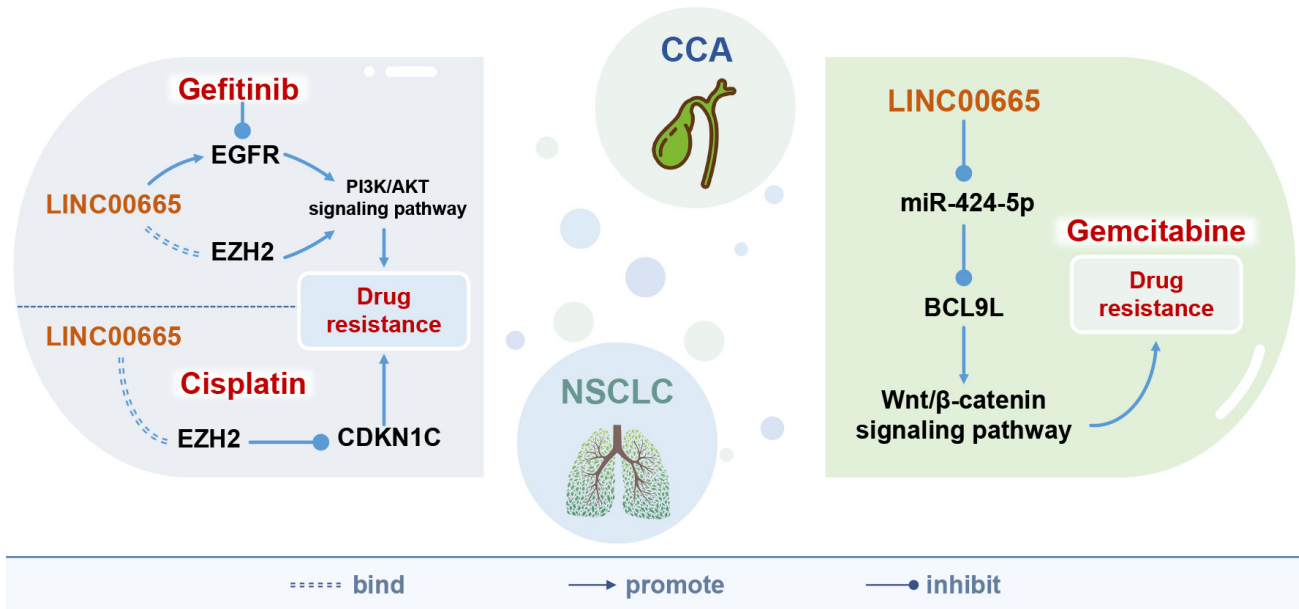 Gefitinib
EGFR
LINC00665
PI3K/AKT
signaling pathway
EZH2
Drug
resistance
LINC00665
Cisplatin
EZH2
CDKN1C
CCA
NSCLC
LINC00665
miR-424-5p
Gemcitabine
BCL9L
Drug
resistance
Wnt/β-catenin
signaling pathway
bind
promote
inhibit